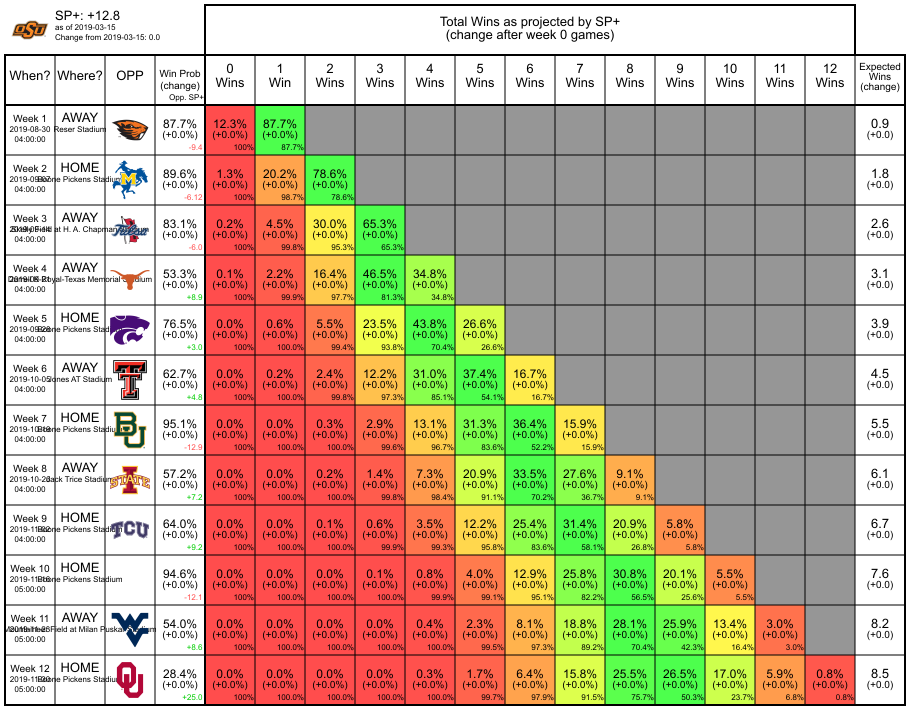 OSU
SP+: +12.8
as of 2019-03-15
Change from 2019-03-15: 0.0
Total Wins as projected by SP+
(change after week 0 games)
When? Where? OPP Win Prob (change) Opp. SP+ 0 Wins 1 Win 2 Wins 3 Wins 4 Wins 5 Wins 6 Wins 7 Wins 8 Wins 9 Wins 10 Wins 11 Wins 12 Wins Expected Wins (change)
Week 1 AWAY 87.7% 12.3% 87.7% 0.9
2019-08-30 Reser Stadium (+0.0%) (+0.0%) (+0.0%) (+0.0)
04:00:00 -9.4 100% 87.7%
Week 2 HOME M 89.6% 1.3% 20.2% 78.6% 1.8
Pickens Stadium (+0.0%) (+0.0%) (+0.0%) (+0.0%) (+0.0)
04:00:00 -6.12 100% 98.7% 78.6%
Week 3 AWAY Tulsa 83.1% 0.2% 4.5% 30.0% 65.3% 2.6
at H. A. Chapman Stadium (+0.0%) (+0.0%) (+0.0%) (+0.0%) (+0.0%) (+0.0)
04:00:00 -6.0 100% 99.8% 95.3% 65.3%
Week 4 AWAY 53.3% 0.1% 2.2% 16.4% 46.5% 34.8% 3.1
Royal-Texas Memorial Stadium (+0.0%) (+0.0%) (+0.0%) (+0.0%) (+0.0%) (+0.0%) (+0.0)
04:00:00 +8.9 100% 99.9% 97.7% 81.3% 34.8%
Week 5 HOME 76.5% 0.0% 0.6% 5.5% 23.5% 43.8% 26.6% 3.9
Pickens Stadium (+0.0%) (+0.0%) (+0.0%) (+0.0%) (+0.0%) (+0.0%) (+0.0%) (+0.0)
04:00:00 +3.0 100% 100.0% 99.4% 93.8% 70.4% 26.6%
Week 6 AWAY T 62.7% 0.0% 0.2% 2.4% 12.2% 31.0% 37.4% 16.7% 4.5
2019-10-05 Jones AT Stadium (+0.0%) (+0.0%) (+0.0%) (+0.0%) (+0.0%) (+0.0%) (+0.0%) (+0.0%) (+0.0)
04:00:00 +4.8 100% 100.0% 99.8% 97.3% 85.1% 54.1% 16.7%
Week 7 HOME BU 95.1% 0.0% 0.0% 0.3% 2.9% 13.1% 31.3% 36.4% 15.9% 5.5
Pickens Stadium (+0.0%) (+0.0%) (+0.0%) (+0.0%) (+0.0%) (+0.0%) (+0.0%) (+0.0%) (+0.0%) (+0.0)
04:00:00 -12.9 100% 100.0% 100.0% 99.6% 96.7% 83.6% 52.2% 15.9%
Week 8 AWAY I STATE 57.2% 0.0% 0.0% 0.2% 1.4% 7.3% 20.9% 33.5% 27.6% 9.1% 6.1
Jack Trice Stadium (+0.0%) (+0.0%) (+0.0%) (+0.0%) (+0.0%) (+0.0%) (+0.0%) (+0.0%) (+0.0%) (+0.0%) (+0.0)
04:00:00 +7.2 100% 100.0% 100.0% 99.8% 98.4% 91.1% 70.2% 36.7% 9.1%
Week 9 HOME TCU 64.0% 0.0% 0.0% 0.1% 0.6% 3.5% 12.2% 25.4% 31.4% 20.9% 5.8% 6.7
Pickens Stadium (+0.0%) (+0.0%) (+0.0%) (+0.0%) (+0.0%) (+0.0%) (+0.0%) (+0.0%) (+0.0%) (+0.0%) (+0.0%) (+0.0)
04:00:00 +9.2 100% 100.0% 100.0% 99.9% 99.3% 95.8% 83.6% 58.1% 26.8% 5.8%
Week 10 HOME 94.6% 0.0% 0.0% 0.0% 0.1% 0.8% 4.0% 12.9% 25.8% 30.8% 20.1% 5.5% 7.6
Pickens Stadium (+0.0%) (+0.0%) (+0.0%) (+0.0%) (+0.0%) (+0.0%) (+0.0%) (+0.0%) (+0.0%) (+0.0%) (+0.0%) (+0.0%) (+0.0)
05:00:00 -12.1 100% 100.0% 100.0% 100.0% 99.9% 99.1% 95.1% 82.2% 56.5% 25.6% 5.5%
Week 11 AWAY WV 54.0% 0.0% 0.0% 0.0% 0.0% 0.4% 2.2% 8.1% 18.8% 28.1% 25.9% 13.4% 3.0% 8.2
Field at Milan Puskar Stadium (+0.0%) (+0.0%) (+0.0%) (+0.0%) (+0.0%) (+0.0%) (+0.0%) (+0.0%) (+0.0%) (+0.0%) (+0.0%) (+0.0%) (+0.0%) (+0.0)
05:00:00 +8.6 100% 100.0% 100.0% 100.0% 100.0% 99.5% 97.3% 89.2% 70.4% 42.3% 16.4% 3.0%
Week 12 HOME OU 28.4% 0.0% 0.0% 0.0% 0.0% 0.3% 1.7% 6.4% 15.8% 25.5% 26.5% 17.0% 5.9% 0.8% 8.5
Pickens Stadium (+0.0%) (+0.0%) (+0.0%) (+0.0%) (+0.0%) (+0.0%) (+0.0%) (+0.0%) (+0.0%) (+0.0%) (+0.0%) (+0.0%) (+0.0%) (+0.0%) (+0.0)
05:00:00 +25.0 100% 100.0% 100.0% 100.0% 100.0% 99.7% 97.9% 91.5% 75.7% 50.3% 23.7% 6.8% 0.8%